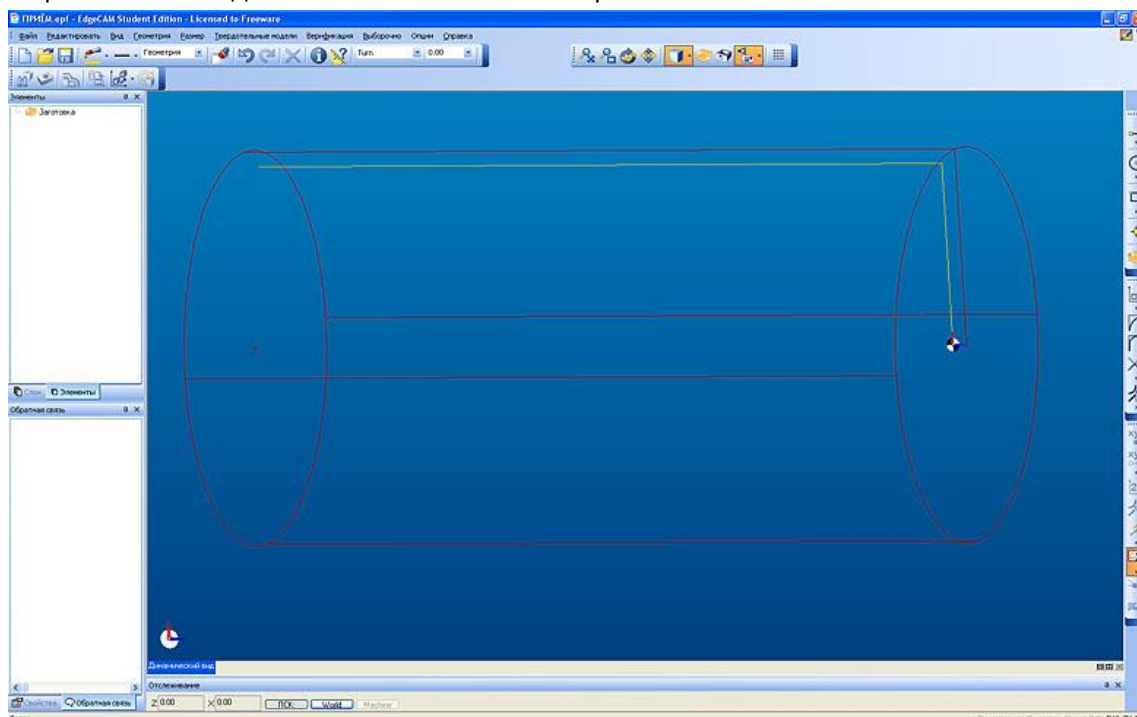 ПРИЁМ.epf - EdgeCAM Student Edition - Licensed to Freeware
Файл Редактировать Вид Геометрия Размер Твердотельные модели Верификация Выборочно Опции Справка
Геометрия Turn 0.00
Элементы
Заготовка
Слои Элементы
Обратная связь
Динамический вид
Отслеживание
Свойства Обратная связь Z 0.00 X 0.00 ПСК: World Machine